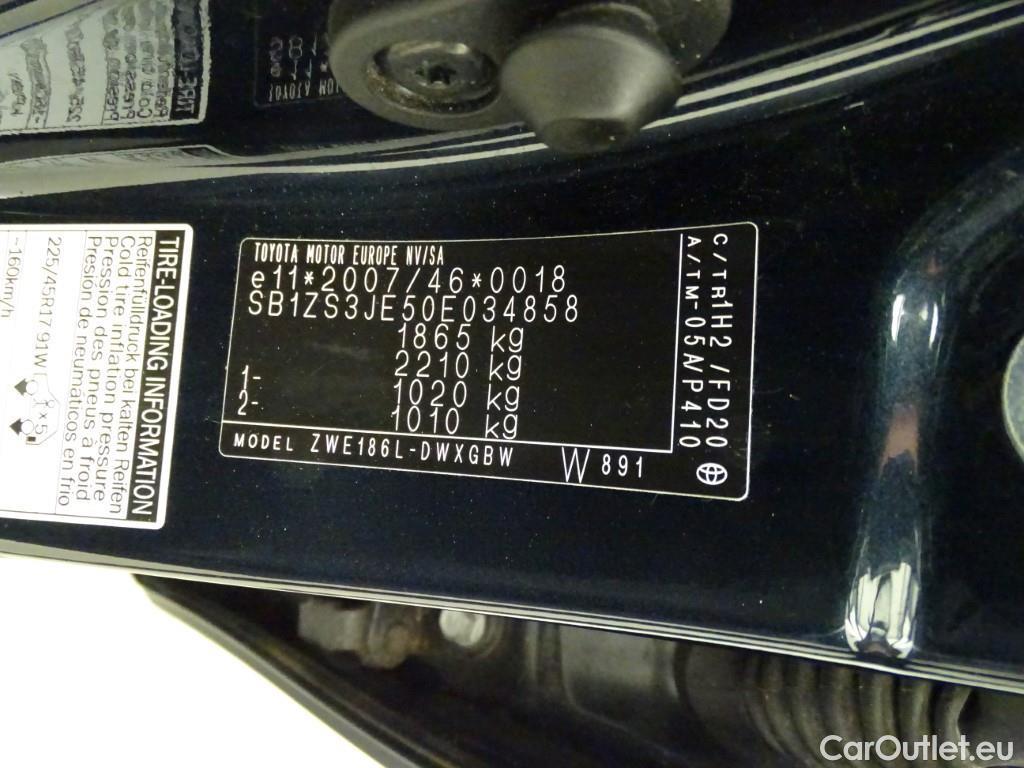 TIRE-LOADING INFORMATION
Reifenfülldruck bei kalten Reifen
Cold tire inflation pressure
Pression des pneus à froid
Presión de neumáticos en frío
225/45R17 91W
x 5
-160km/h
TOYOTA MOTOR EUROPE NV/SA
e11*2007/46*0018
SB1ZS3JE50E034858
1865 kg
2210 kg
1- 1020 kg
2- 1010 kg
MODEL ZWE186L-DWXGBW W 891
C/TR1H2/FD20
A/TM-05A/P410
CarOutlet.eu